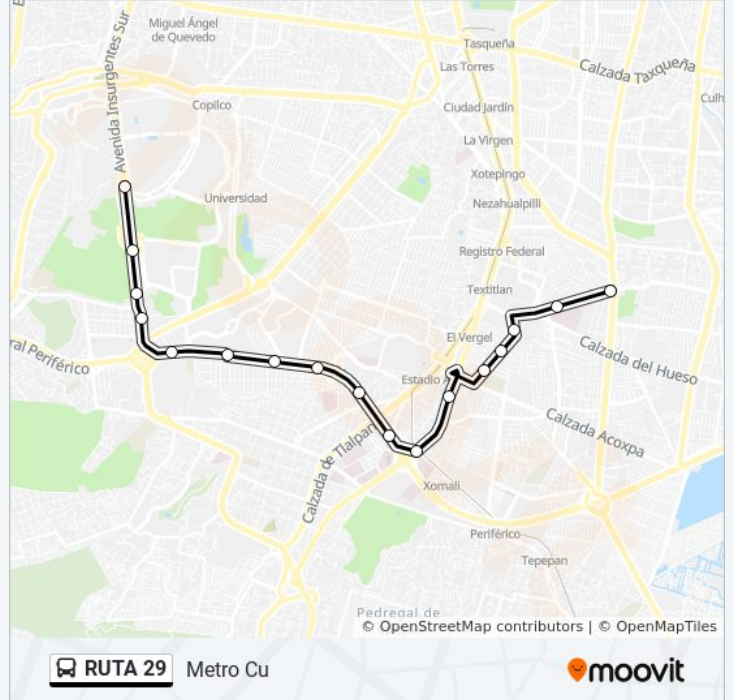 E
Miguel Ángel
de Quevedo
Tasqueña
Las Torres
Calzada Taxqueña
Avenida Insurgentes Sur
Copilco
Ciudad Jardín
Culh
La Virgen
Xotepingo
Universidad
Nezahualpilli
Registro Federal
Textitlan
El Vergel
ral Periférico
Calzada del Hueso
Estadio A
Calzada Acoxpa
Calzada de Tlalpan
Xomali
Periférico
Tepepan
Pedregal de
© OpenStreetMap contributors | © OpenMapTiles
RUTA 29 Metro Cu
moovit